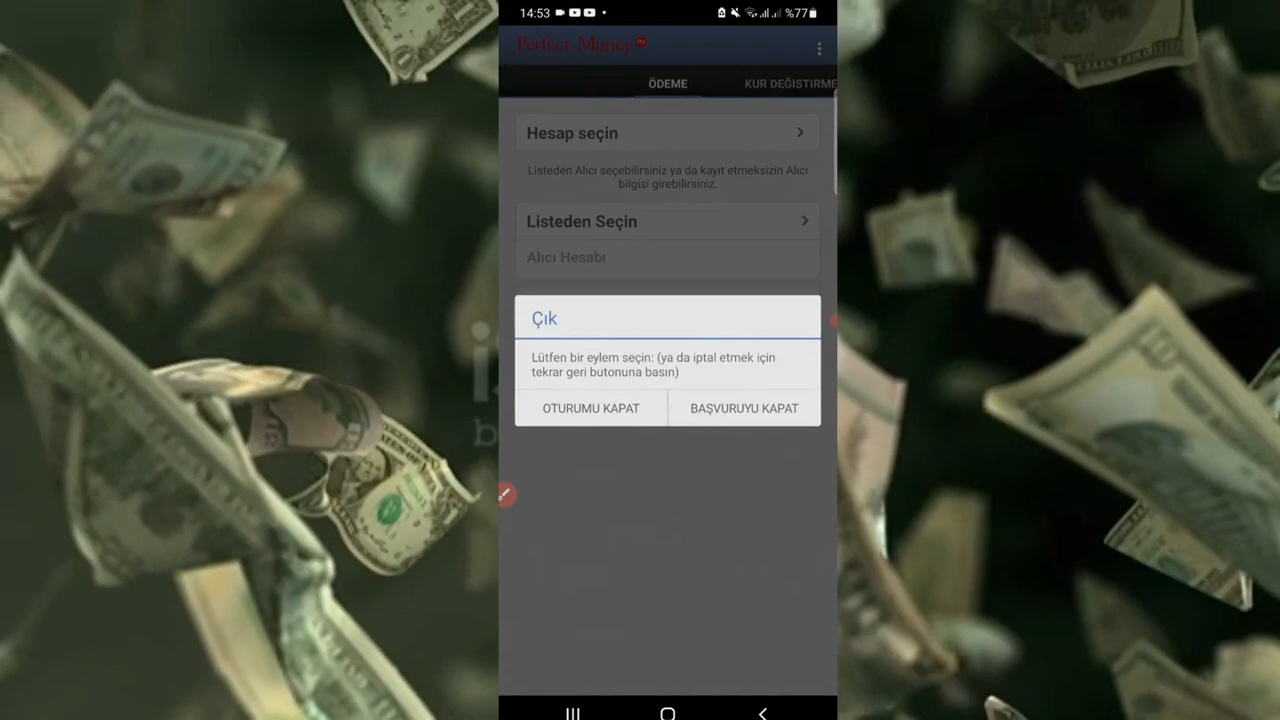 14:53
%77
Perfect Money
ÖDEME
KUR DEĞİSTIRME
Hesap seçin
Listeden Alıcı seçebilirsiniz ya da kayıt etmeksizin Alıcı
bilgisi girebilirsiniz.
Listeden Seçin
Alıcı Hesabı
Çık
Lütfen bir eylem seçin: (ya da iptal etmek için
tekrar geri butonuna basın)
OTURUMU KAPAT
BAŞVURUYU KAPAT